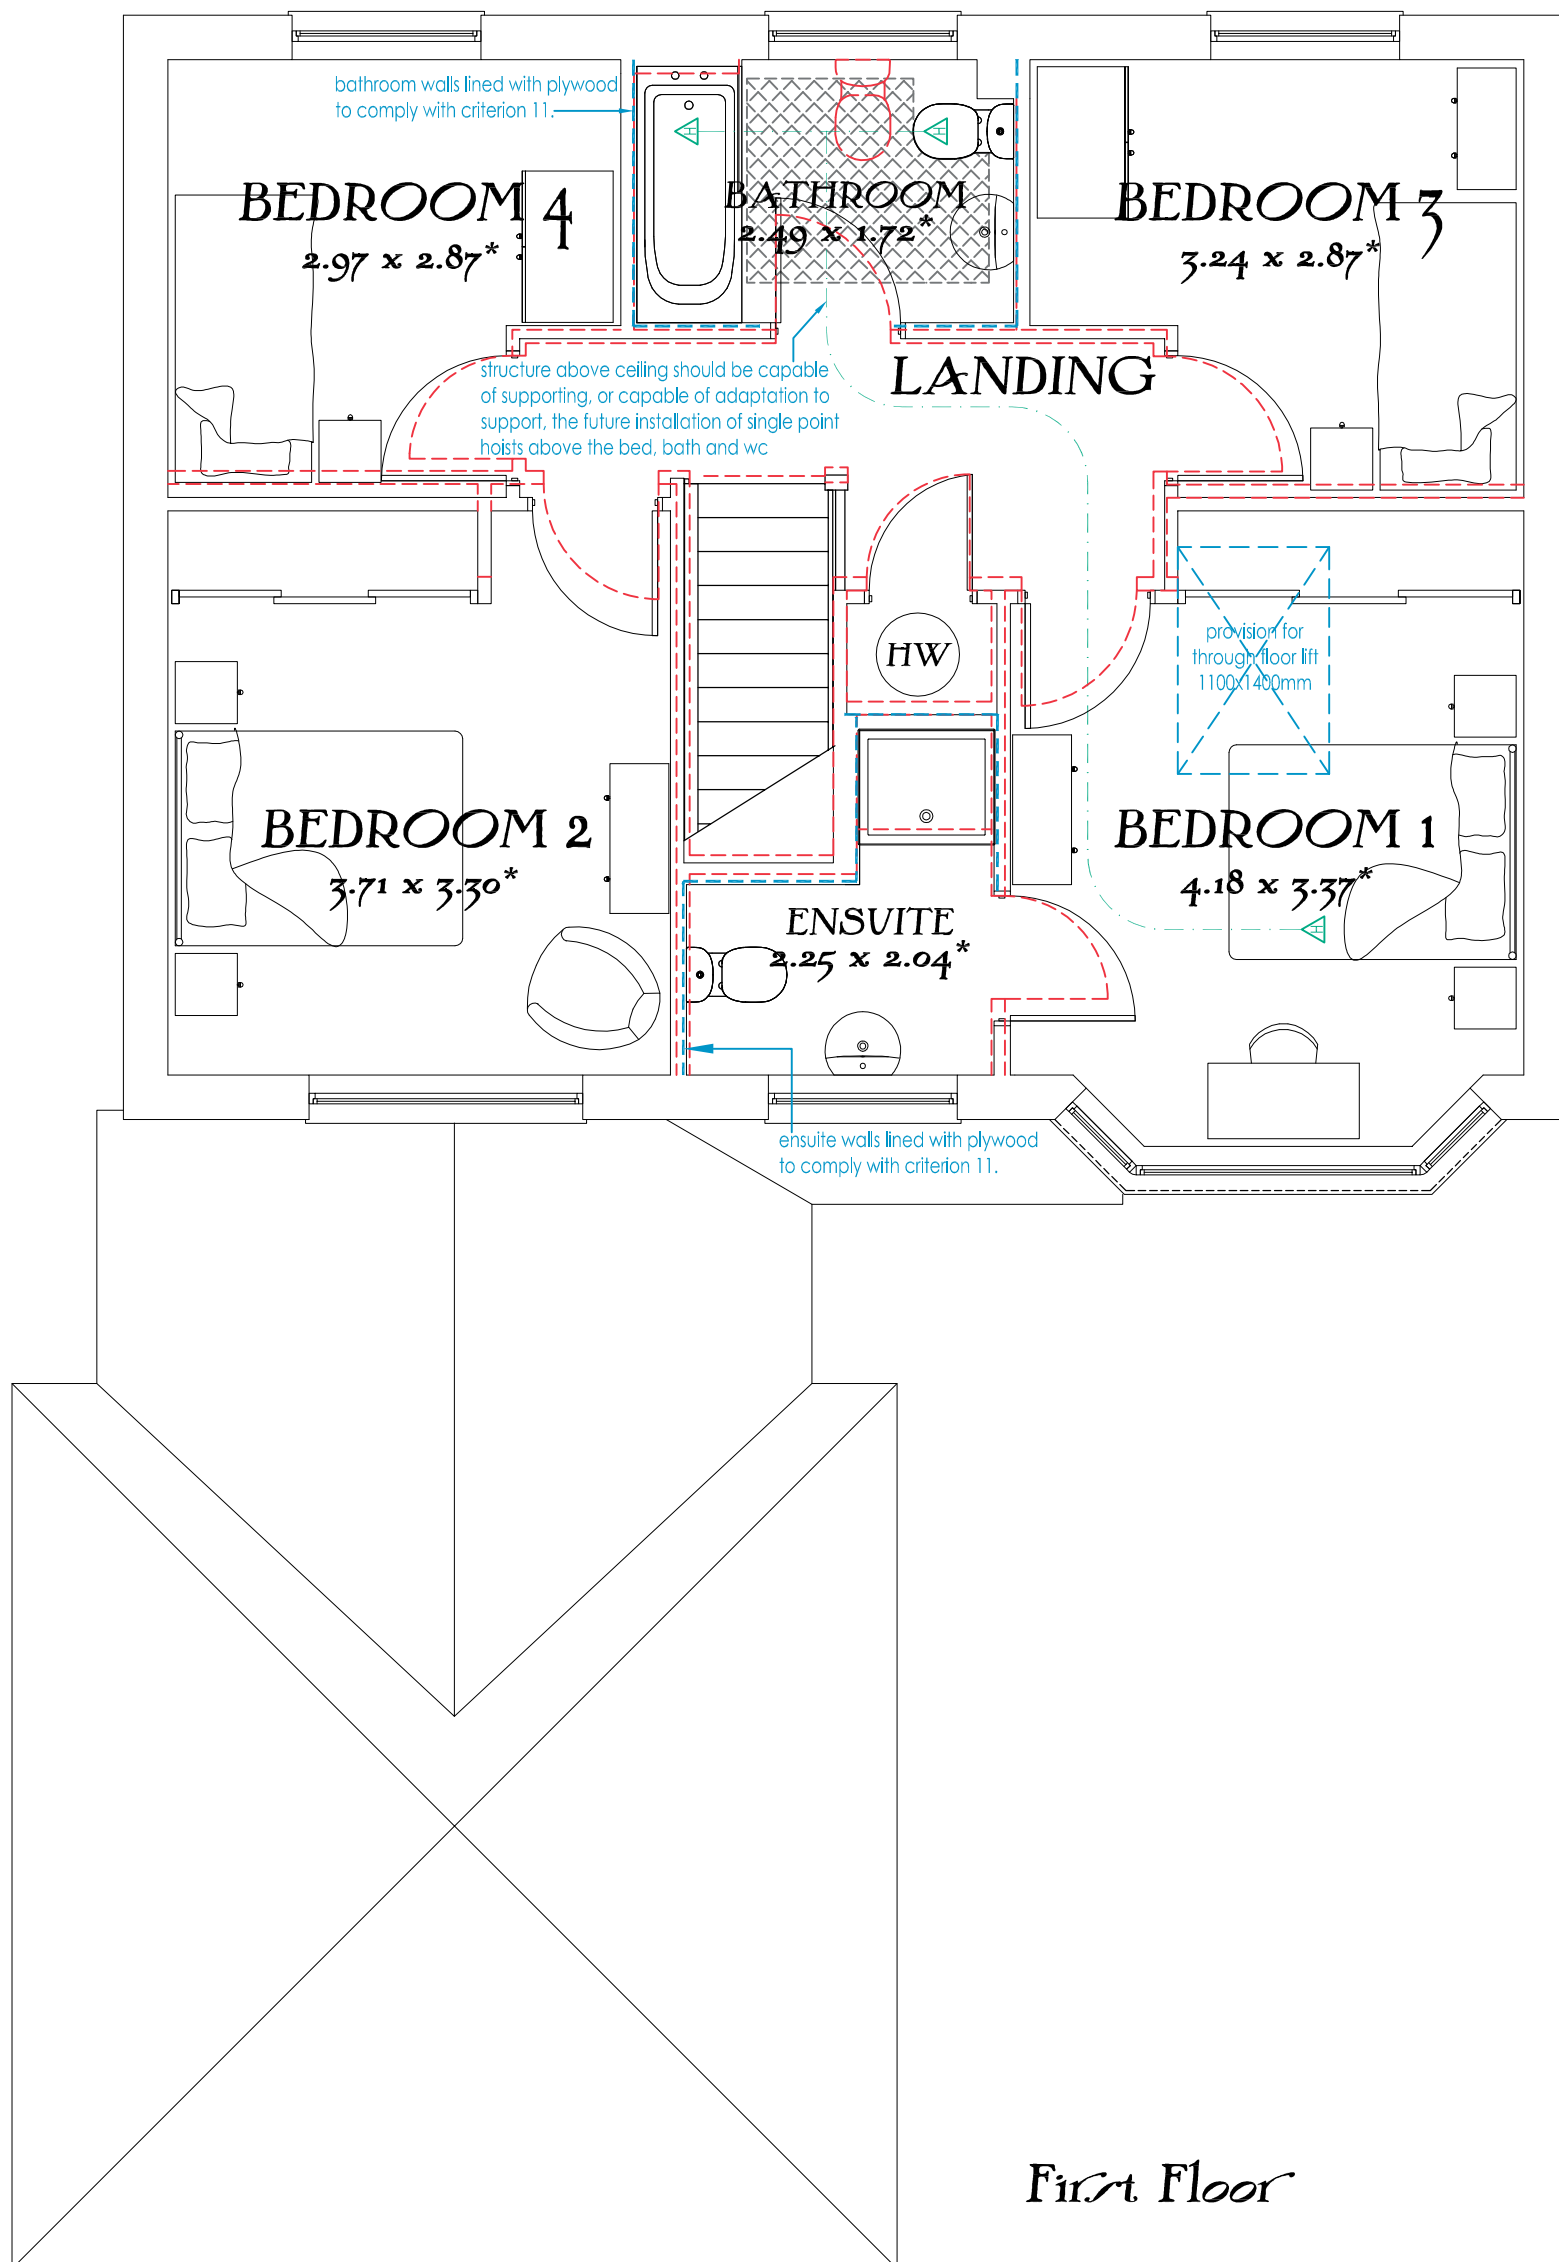 bathroom walls lined with plywood
to comply with criterion 11.
BEDROOM 4
2.97 x 2.87*
BATHROOM
2.49 x 1.72*
BEDROOM 3
3.24 x 2.87*
H
H
structure above ceiling should be capable
of supporting, or capable of adaptation to
support, the future installation of single point
hoists above the bed, bath and wc
LANDING
HW
provision for
through floor lift
1100x1400mm
BEDROOM 2
3.71 x 3.30*
BEDROOM 1
4.18 x 3.37*
H
ENSUITE
2.25 x 2.04*
ensuite walls lined with plywood
to comply with criterion 11.
First Floor